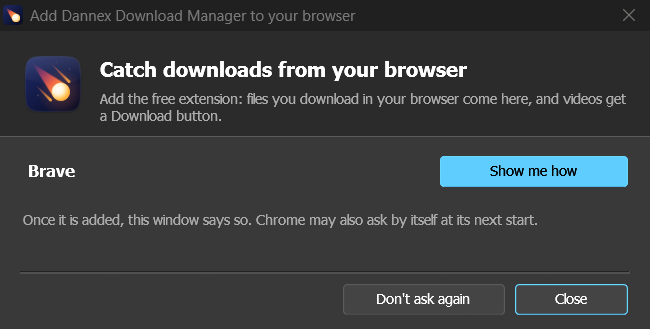 Add Dannex Download Manager to your browser
Catch downloads from your browser
Add the free extension: files you download in your browser come here, and videos get
a Download button.
Brave
Show me how
Once it is added, this window says so. Chrome may also ask by itself at its next start.
Don't ask again
Close